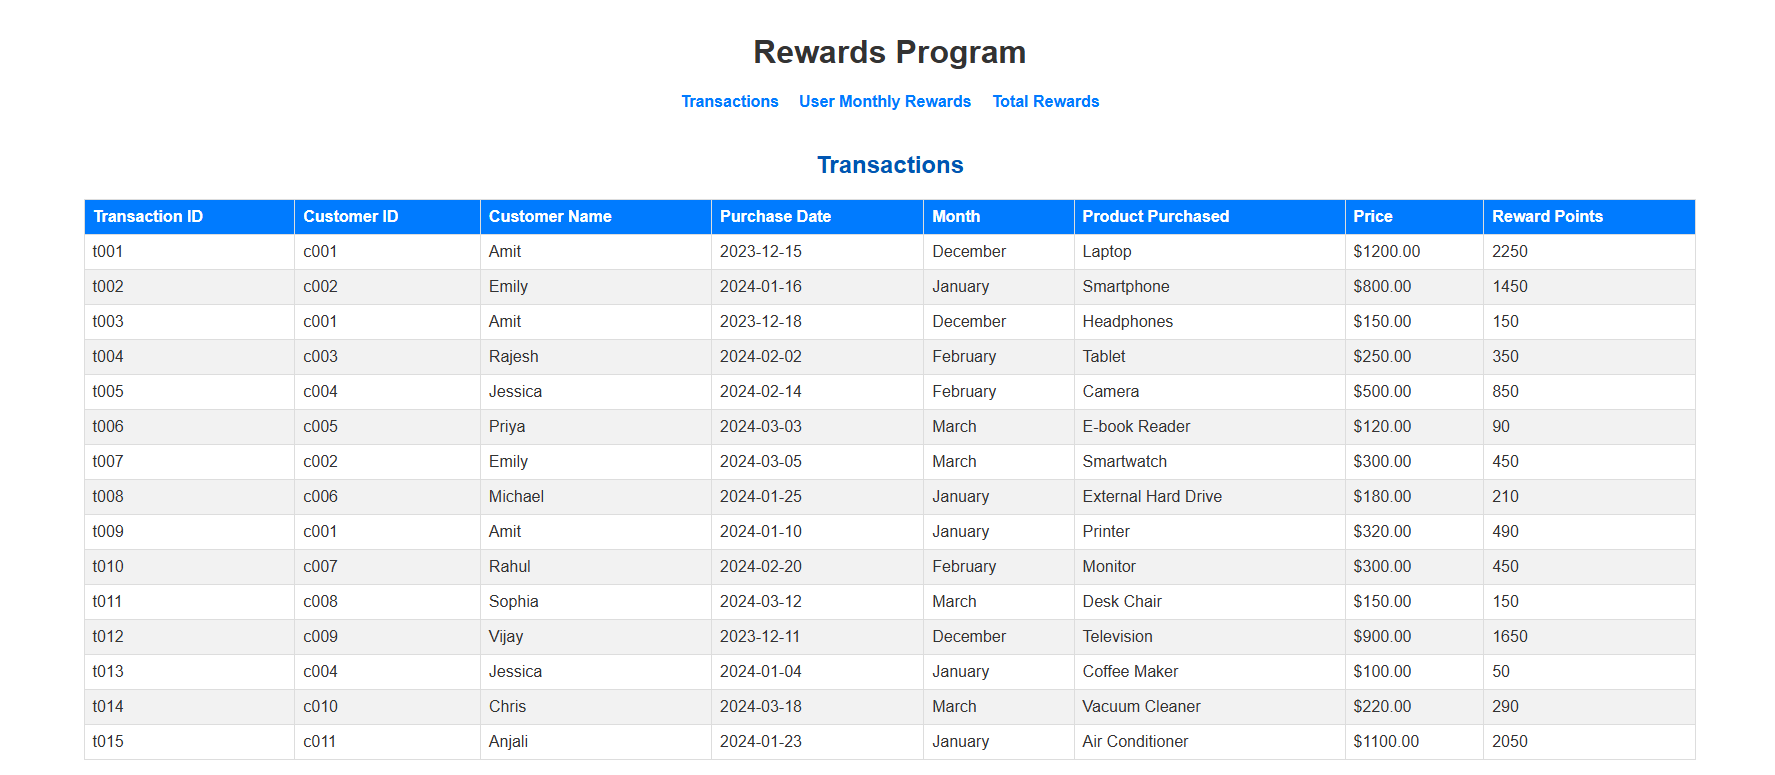 Rewards Program
Transactions User Monthly Rewards Total Rewards
Transactions
Transaction ID Customer ID Customer Name Purchase Date Month Product Purchased Price Reward Points
t001 c001 Amit 2023-12-15 December Laptop $1200.00 2250
t002 c002 Emily 2024-01-16 January Smartphone $800.00 1450
t003 c001 Amit 2023-12-18 December Headphones $150.00 150
t004 c003 Rajesh 2024-02-02 February Tablet $250.00 350
t005 c004 Jessica 2024-02-14 February Camera $500.00 850
t006 c005 Priya 2024-03-03 March E-book Reader $120.00 90
t007 c002 Emily 2024-03-05 March Smartwatch $300.00 450
t008 c006 Michael 2024-01-25 January External Hard Drive $180.00 210
t009 c001 Amit 2024-01-10 January Printer $320.00 490
t010 c007 Rahul 2024-02-20 February Monitor $300.00 450
t011 c008 Sophia 2024-03-12 March Desk Chair $150.00 150
t012 c009 Vijay 2023-12-11 December Television $900.00 1650
t013 c004 Jessica 2024-01-04 January Coffee Maker $100.00 50
t014 c010 Chris 2024-03-18 March Vacuum Cleaner $220.00 290
t015 c011 Anjali 2024-01-23 January Air Conditioner $1100.00 2050